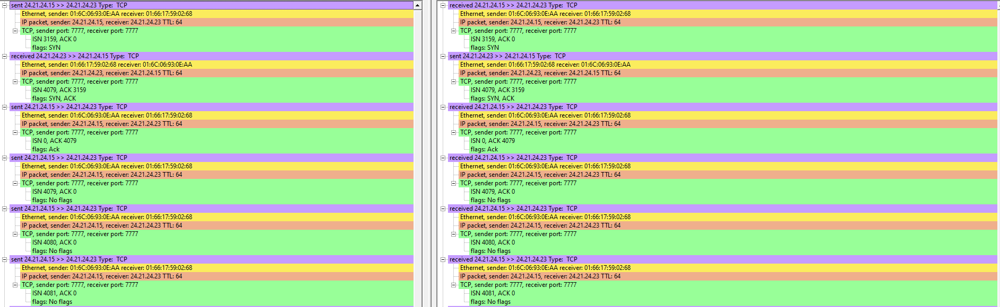 sent 24.21.24.15 >> 24.21.24.23 Type:  TCP
Ethernet, sender: 01:6C:06:93:0E:AA receiver: 01:66:17:59:02:68
IP packet, sender: 24.21.24.15, receiver: 24.21.24.23 TTL: 64
TCP, sender port: 7777, receiver port: 7777
ISN 3159, ACK 0
flags: SYN
received 24.21.24.23 >> 24.21.24.15 Type:  TCP
Ethernet, sender: 01:66:17:59:02:68 receiver: 01:6C:06:93:0E:AA
IP packet, sender: 24.21.24.23, receiver: 24.21.24.15 TTL: 64
TCP, sender port: 7777, receiver port: 7777
ISN 4079, ACK 3159
flags: SYN, ACK
sent 24.21.24.15 >> 24.21.24.23 Type:  TCP
Ethernet, sender: 01:6C:06:93:0E:AA receiver: 01:66:17:59:02:68
IP packet, sender: 24.21.24.15, receiver: 24.21.24.23 TTL: 64
TCP, sender port: 7777, receiver port: 7777
ISN 0, ACK 4079
flags: Ack
sent 24.21.24.15 >> 24.21.24.23 Type:  TCP
Ethernet, sender: 01:6C:06:93:0E:AA receiver: 01:66:17:59:02:68
IP packet, sender: 24.21.24.15, receiver: 24.21.24.23 TTL: 64
TCP, sender port: 7777, receiver port: 7777
ISN 4079, ACK 0
flags: No flags
sent 24.21.24.15 >> 24.21.24.23 Type:  TCP
Ethernet, sender: 01:6C:06:93:0E:AA receiver: 01:66:17:59:02:68
IP packet, sender: 24.21.24.15, receiver: 24.21.24.23 TTL: 64
TCP, sender port: 7777, receiver port: 7777
ISN 4080, ACK 0
flags: No flags
sent 24.21.24.15 >> 24.21.24.23 Type:  TCP
Ethernet, sender: 01:6C:06:93:0E:AA receiver: 01:66:17:59:02:68
IP packet, sender: 24.21.24.15, receiver: 24.21.24.23 TTL: 64
TCP, sender port: 7777, receiver port: 7777
ISN 4081, ACK 0
flags: No flags
received 24.21.24.15 >> 24.21.24.23 Type:  TCP
Ethernet, sender: 01:6C:06:93:0E:AA receiver: 01:66:17:59:02:68
IP packet, sender: 24.21.24.15, receiver: 24.21.24.23 TTL: 64
TCP, sender port: 7777, receiver port: 7777
ISN 3159, ACK 0
flags: SYN
sent 24.21.24.23 >> 24.21.24.15 Type:  TCP
Ethernet, sender: 01:66:17:59:02:68 receiver: 01:6C:06:93:0E:AA
IP packet, sender: 24.21.24.23, receiver: 24.21.24.15 TTL: 64
TCP, sender port: 7777, receiver port: 7777
ISN 4079, ACK 3159
flags: SYN, ACK
received 24.21.24.15 >> 24.21.24.23 Type:  TCP
Ethernet, sender: 01:6C:06:93:0E:AA receiver: 01:66:17:59:02:68
IP packet, sender: 24.21.24.15, receiver: 24.21.24.23 TTL: 64
TCP, sender port: 7777, receiver port: 7777
ISN 0, ACK 4079
flags: Ack
received 24.21.24.15 >> 24.21.24.23 Type:  TCP
Ethernet, sender: 01:6C:06:93:0E:AA receiver: 01:66:17:59:02:68
IP packet, sender: 24.21.24.15, receiver: 24.21.24.23 TTL: 64
TCP, sender port: 7777, receiver port: 7777
ISN 4079, ACK 0
flags: No flags
received 24.21.24.15 >> 24.21.24.23 Type:  TCP
Ethernet, sender: 01:6C:06:93:0E:AA receiver: 01:66:17:59:02:68
IP packet, sender: 24.21.24.15, receiver: 24.21.24.23 TTL: 64
TCP, sender port: 7777, receiver port: 7777
ISN 4080, ACK 0
flags: No flags
received 24.21.24.15 >> 24.21.24.23 Type:  TCP
Ethernet, sender: 01:6C:06:93:0E:AA receiver: 01:66:17:59:02:68
IP packet, sender: 24.21.24.15, receiver: 24.21.24.23 TTL: 64
TCP, sender port: 7777, receiver port: 7777
ISN 4081, ACK 0
flags: No flags